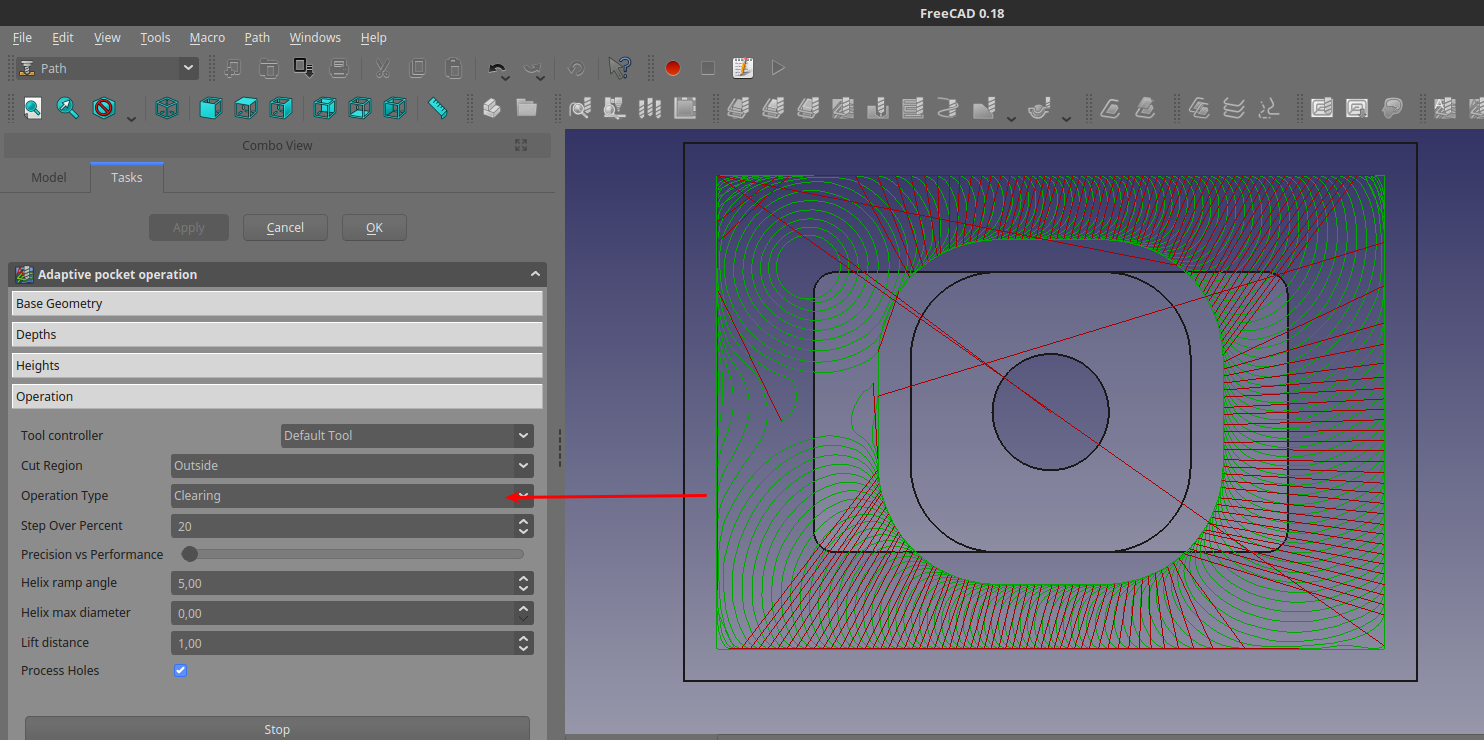 FreeCAD 0.18
File Edit View Tools Macro Path Windows Help
Path
Combo View
Model Tasks
Apply Cancel OK
Adaptive pocket operation
Base Geometry
Depths
Heights
Operation
Tool controller Default Tool
Cut Region Outside
Operation Type Clearing
Step Over Percent 20
Precision vs Performance
Helix ramp angle 5,00
Helix max diameter 0,00
Lift distance 1,00
Process Holes
Stop